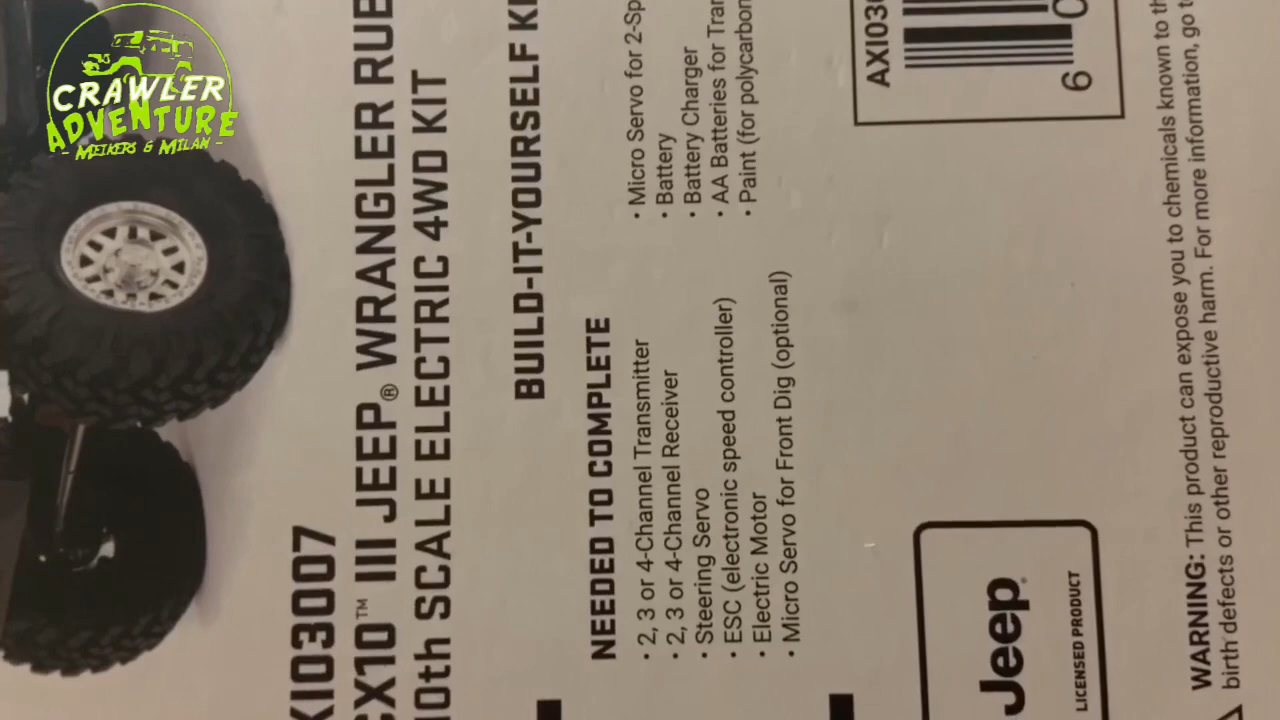 CRAWLER
ADVENTURE
- MEIKERS & MILAN -
XI03007
CX10™ III JEEP® WRANGLER RUB
10th SCALE ELECTRIC 4WD KIT
BUILD-IT-YOURSELF KI
NEEDED TO COMPLETE
• 2, 3 or 4-Channel Transmitter
• 2, 3 or 4-Channel Receiver
• Steering Servo
• ESC (electronic speed controller)
• Electric Motor
• Micro Servo for Front Dig (optional)
• Micro Servo for 2-Sp
• Battery
• Battery Charger
• AA Batteries for Tran
• Paint (for polycarbon
Jeep®
LICENSED PRODUCT
AXI030
6 0
WARNING: This product can expose you to chemicals known to th
birth defects or other reproductive harm. For more information, go t